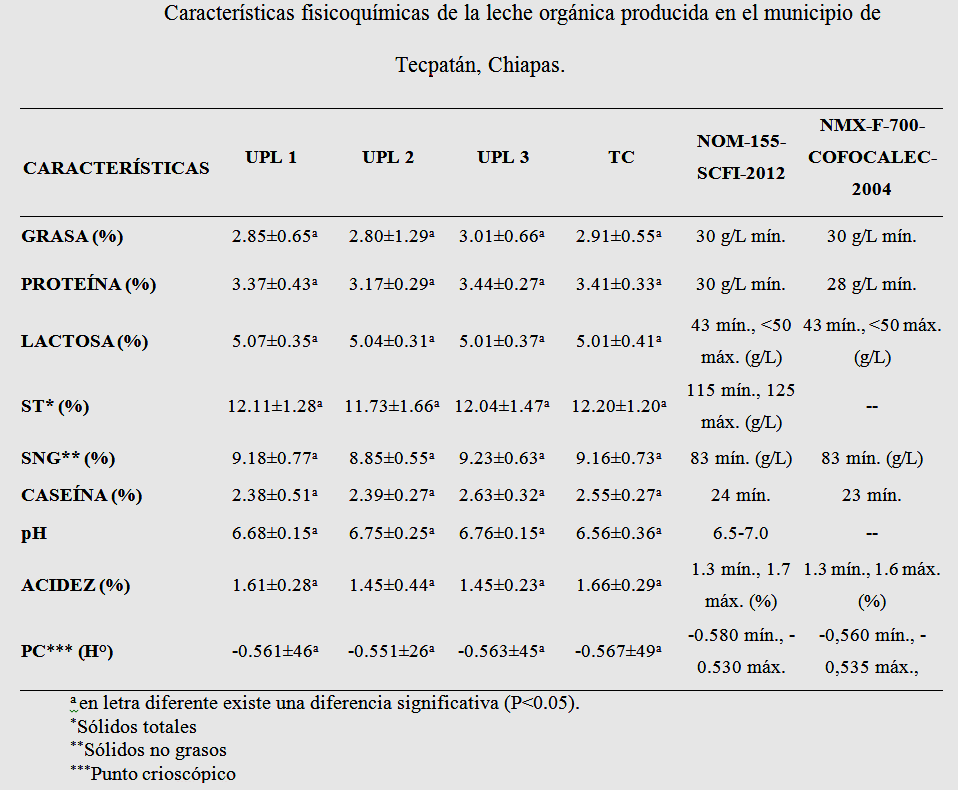 Características fisicoquímicas de la leche orgánica producida en el municipio de
Tecpatán, Chiapas.
CARACTERÍSTICAS UPL 1 UPL 2 UPL 3 TC NOM-155-SCFI-2012 NMX-F-700-COFOCALEC-2004
GRASA (%) 2.85±0.65ª 2.80±1.29ª 3.01±0.66ª 2.91±0.55ª 30 g/L mín. 30 g/L mín.
PROTEÍNA (%) 3.37±0.43ª 3.17±0.29ª 3.44±0.27ª 3.41±0.33ª 30 g/L mín. 28 g/L mín.
LACTOSA (%) 5.07±0.35ª 5.04±0.31ª 5.01±0.37ª 5.01±0.41ª 43 mín., <50 máx. (g/L) 43 mín., <50 máx. (g/L)
ST* (%) 12.11±1.28ª 11.73±1.66ª 12.04±1.47ª 12.20±1.20ª 115 mín., 125 máx. (g/L) --
SNG** (%) 9.18±0.77ª 8.85±0.55ª 9.23±0.63ª 9.16±0.73ª 83 mín. (g/L) 83 mín. (g/L)
CASEÍNA (%) 2.38±0.51ª 2.39±0.27ª 2.63±0.32ª 2.55±0.27ª 24 mín. 23 mín.
pH 6.68±0.15ª 6.75±0.25ª 6.76±0.15ª 6.56±0.36ª 6.5-7.0 --
ACIDEZ (%) 1.61±0.28ª 1.45±0.44ª 1.45±0.23ª 1.66±0.29ª 1.3 mín., 1.7 máx. (%) 1.3 mín., 1.6 máx. (%)
PC*** (Hº) -0.561±46ª -0.551±26ª -0.563±45ª -0.567±49ª -0.580 mín., -0.530 máx. -0,560 mín., -0,535 máx.,
ª en letra diferente existe una diferencia significativa (P<0.05).
*Sólidos totales
**Sólidos no grasos
***Punto crioscópico